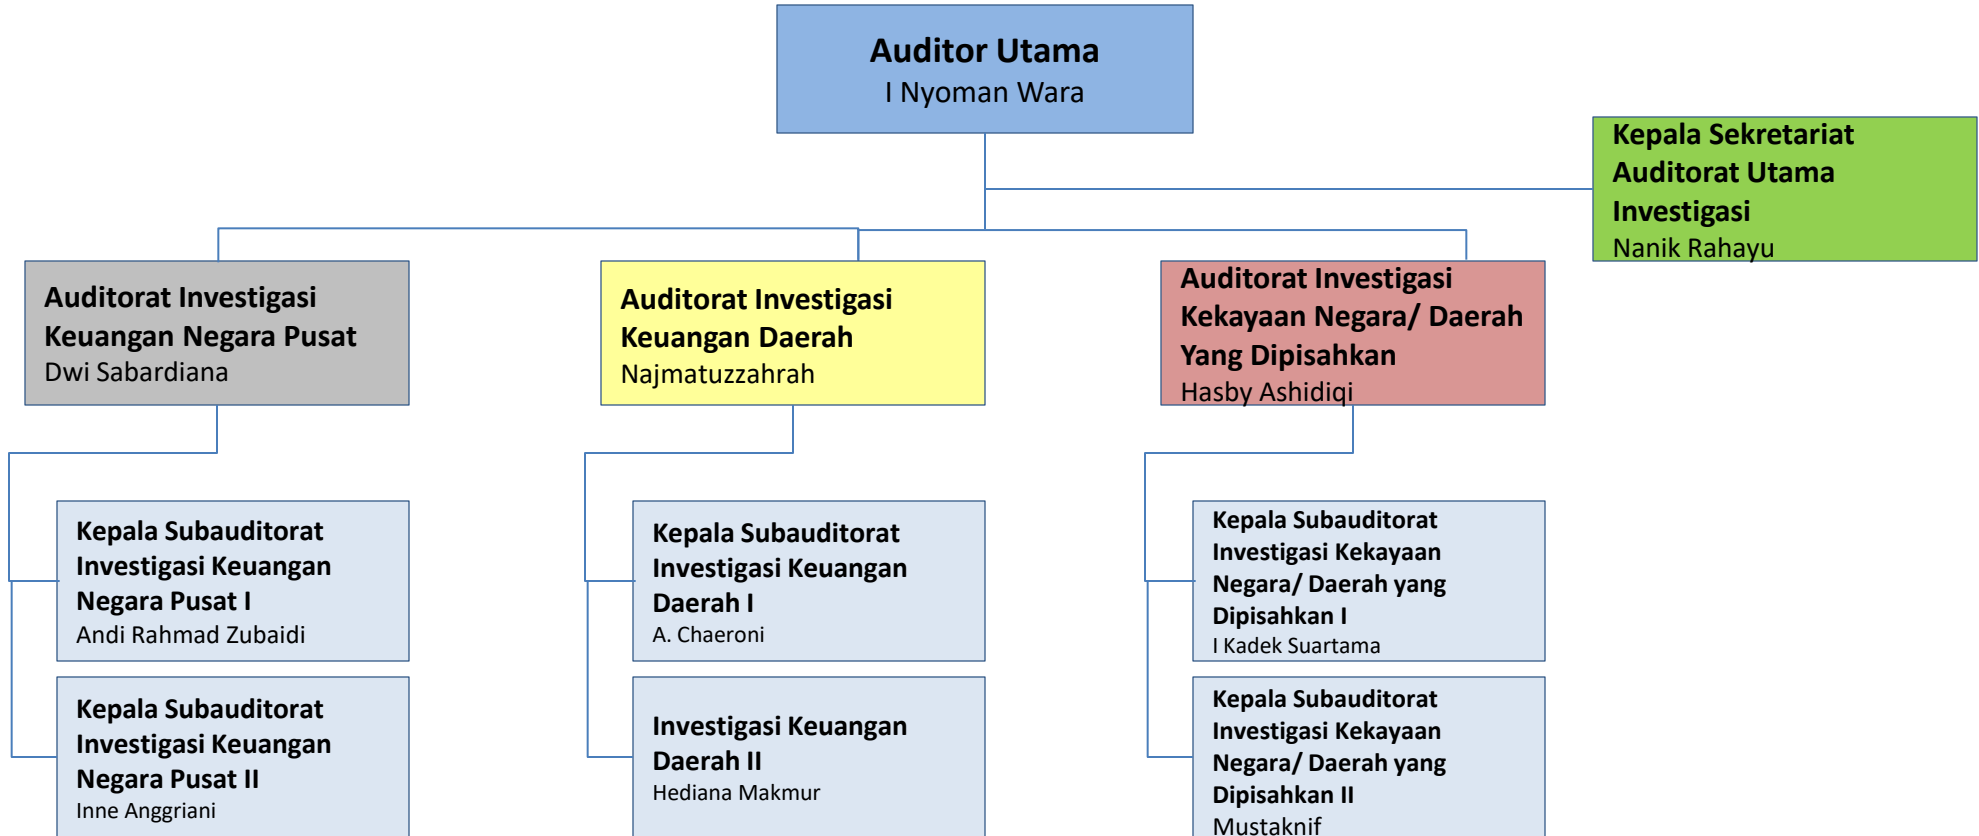 Auditor Utama
I Nyoman Wara
Kepala Sekretariat
Auditorat Utama
Investigasi
Nanik Rahayu
Auditorat Investigasi
Keuangan Negara Pusat
Dwi Sabardiana
Auditorat Investigasi
Keuangan Daerah
Najmatuzzahrah
Auditorat Investigasi
Kekayaan Negara/ Daerah
Yang Dipisahkan
Hasby Ashidiqi
Kepala Subauditorat
Investigasi Keuangan
Negara Pusat I
Andi Rahmad Zubaidi
Kepala Subauditorat
Investigasi Keuangan
Daerah I
A. Chaeroni
Kepala Subauditorat
Investigasi Kekayaan
Negara/ Daerah yang
Dipisahkan I
I Kadek Suartama
Kepala Subauditorat
Investigasi Keuangan
Negara Pusat II
Inne Anggriani
Investigasi Keuangan
Daerah II
Hediana Makmur
Kepala Subauditorat
Investigasi Kekayaan
Negara/ Daerah yang
Dipisahkan II
Mustaknif